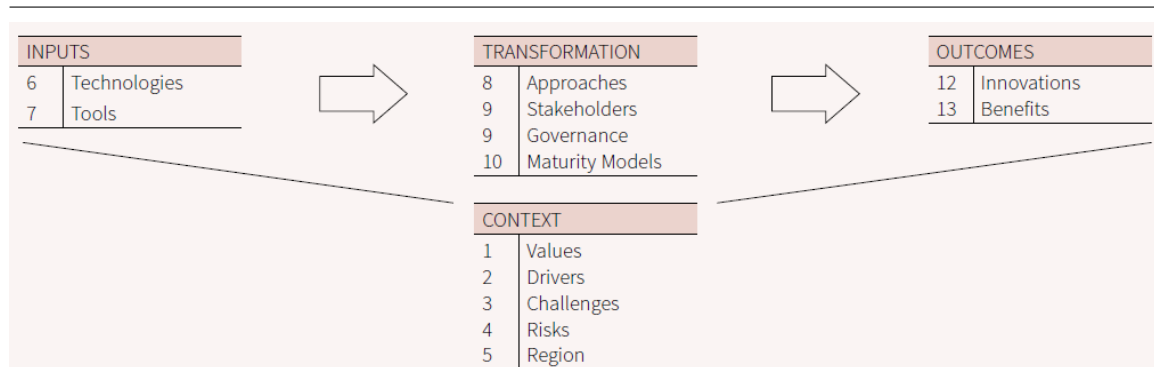 INPUTS
6 Technologies
7 Tools
TRANSFORMATION
8 Approaches
9 Stakeholders
9 Governance
10 Maturity Models
OUTCOMES
12 Innovations
13 Benefits
CONTEXT
1 Values
2 Drivers
3 Challenges
4 Risks
5 Region